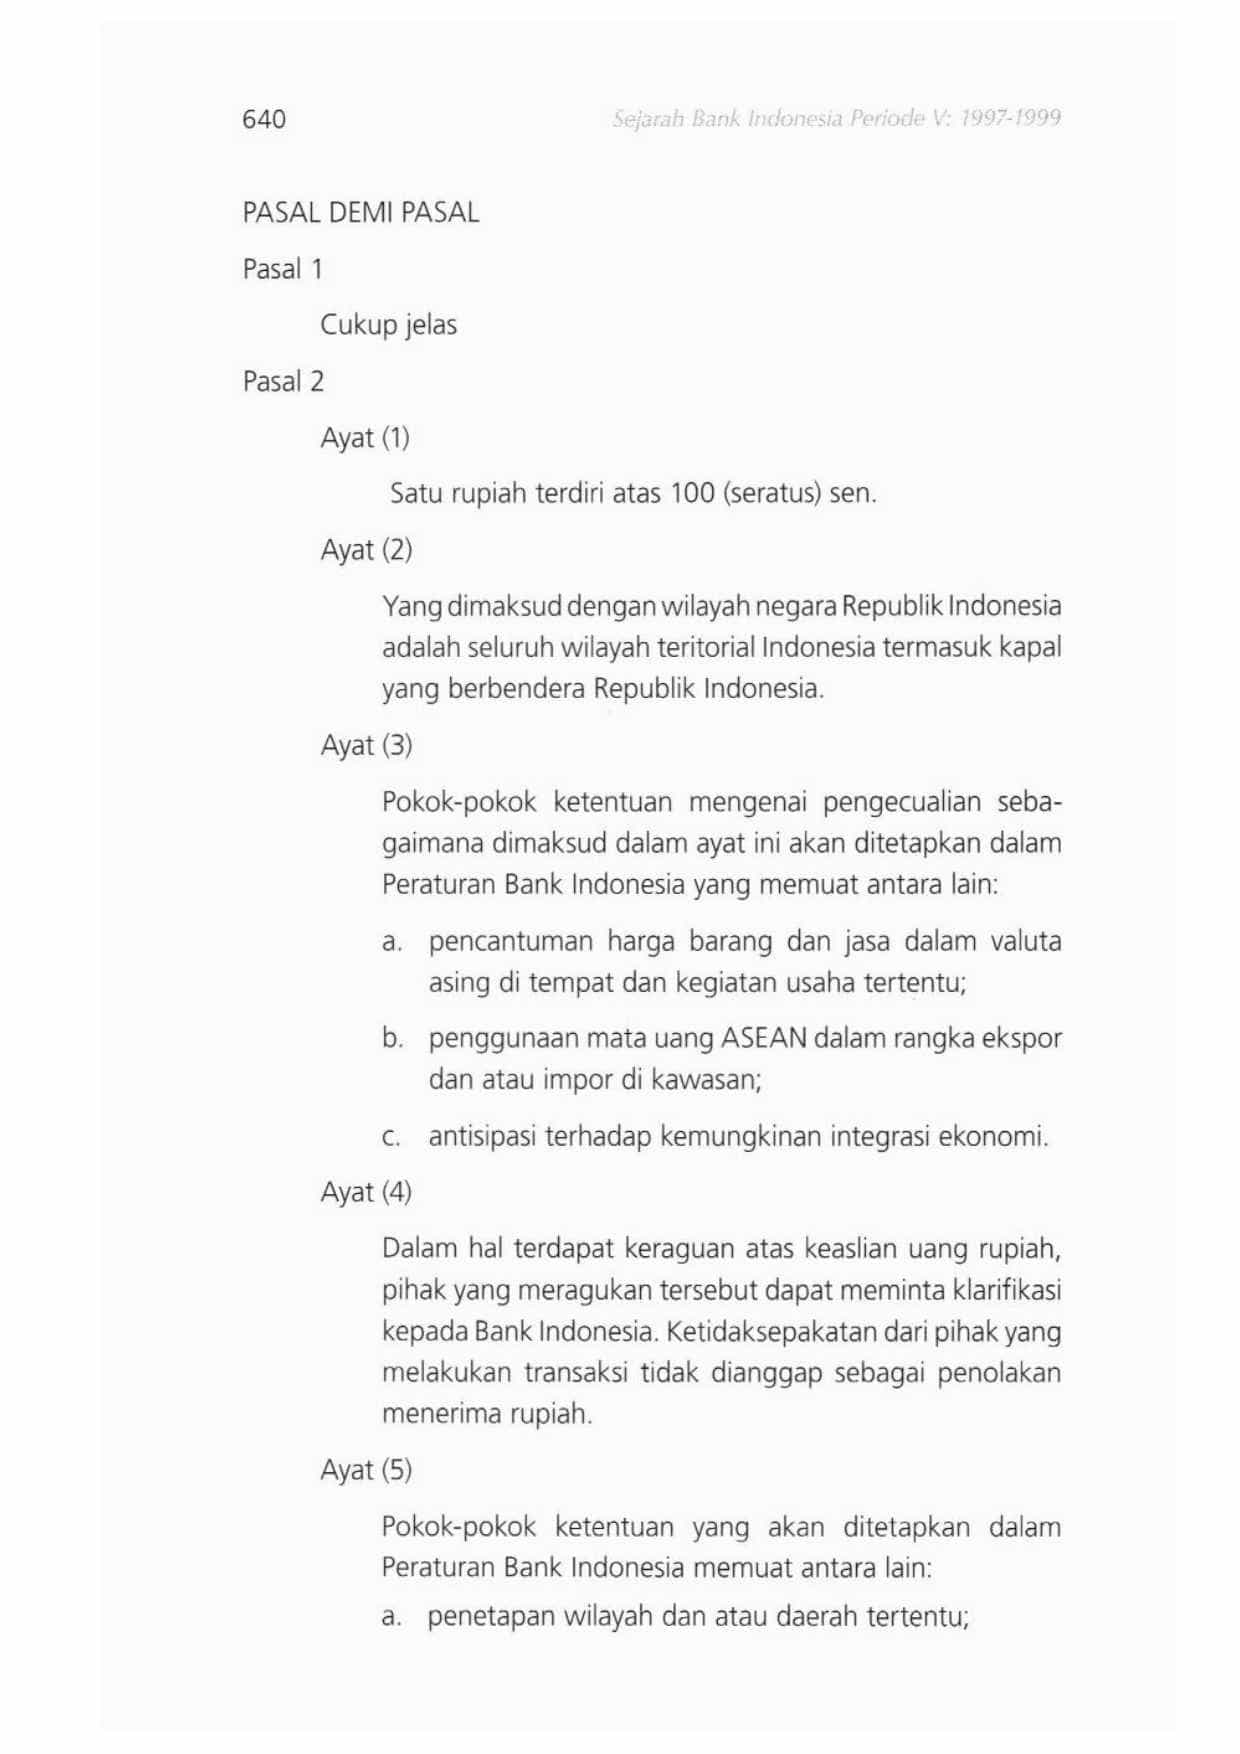 640
Sejarah Bank Indonesia Periode V: 1997-1999
PASAL DEMI PASAL
Pasal 1
Cukup jelas
Pasal 2
Ayat (1)
Satu rupiah terdiri atas 100 (seratus) sen.
Ayat (2)
Yang dimaksud dengan wilayah negara Republik Indonesia
adalah seluruh wilayah teritorial Indonesia termasuk kapal
yang berbendera Republik Indonesia.
Ayat (3)
Pokok-pokok ketentuan mengenai pengecualian seba-
gaimana dimaksud dalam ayat ini akan ditetapkan dalam
Peraturan Bank Indonesia yang memuat antara lain:
a. pencantuman harga barang dan jasa dalam valuta
asing di tempat dan kegiatan usaha tertentu;
b. penggunaan mata uang ASEAN dalam rangka ekspor
dan atau impor di kawasan;
c. antisipasi terhadap kemungkinan integrasi ekonomi.
Ayat (4)
Dalam hal terdapat keraguan atas keaslian uang rupiah,
pihak yang meragukan tersebut dapat meminta klarifikasi
kepada Bank Indonesia. Ketidaksepakatan dari pihak yang
melakukan transaksi tidak dianggap sebagai penolakan
menerima rupiah.
Ayat (5)
Pokok-pokok ketentuan yang akan ditetapkan dalam
Peraturan Bank Indonesia memuat antara lain:
a. penetapan wilayah dan atau daerah tertentu;